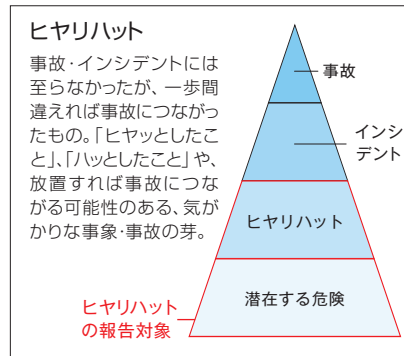 ヒヤリハット
事故・インシデントには
至らなかったが、一歩間
違えれば事故につながっ
たもの。「ヒヤッとしたこ
と」、「ハッとしたこと」や、
放置すれば事故につな
がる可能性のある、気が
かりな事象・事故の芽。
事故
インシ
デント
ヒヤリハット
潜在する危険
ヒヤリハット
の報告対象